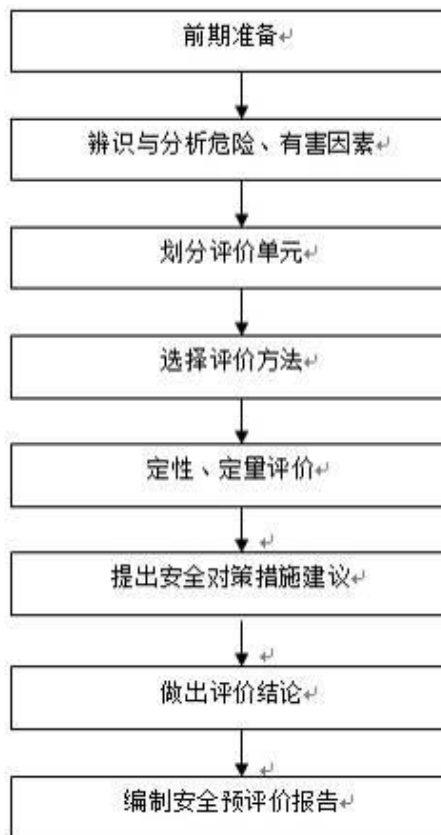 前期准备
辨识与分析危险、有害因素
划分评价单元
选择评价方法
定性、定量评价
提出安全对策措施建议
做出评价结论
编制安全预评价报告